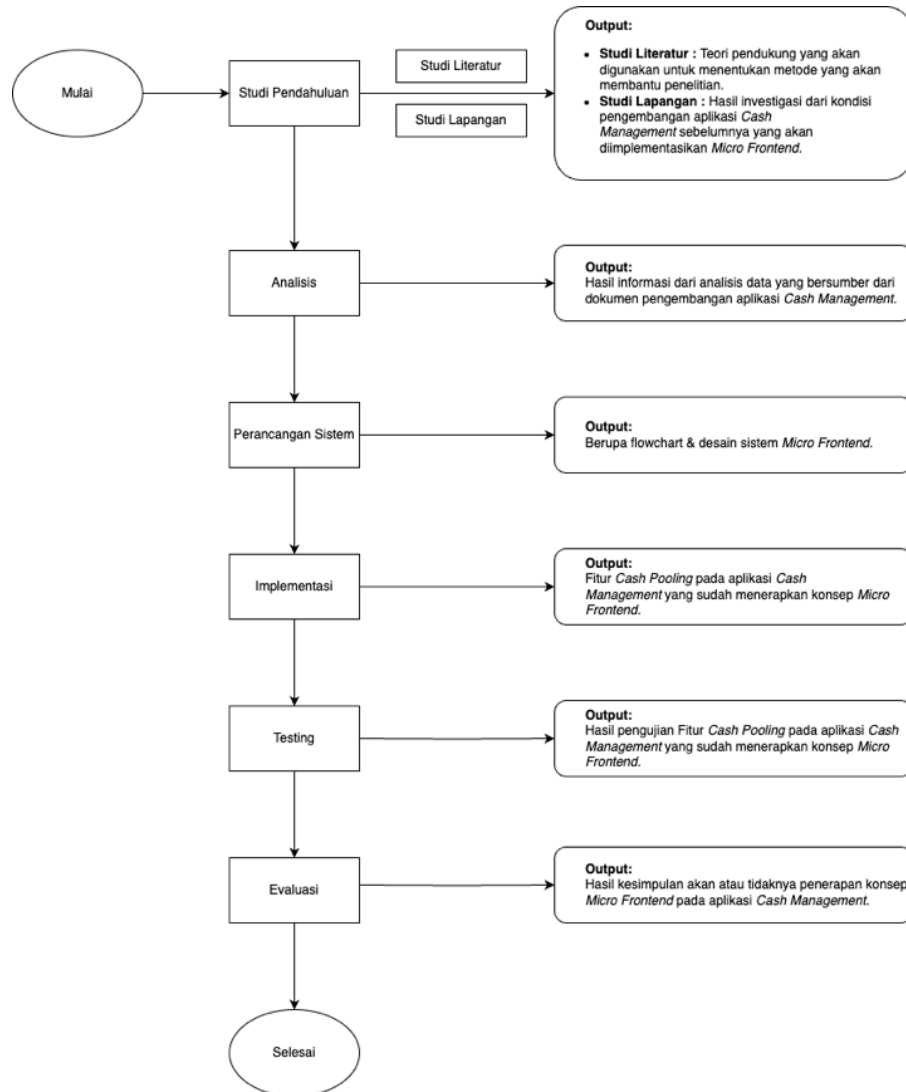 Mulai
Studi Pendahuluan
Studi Literatur
Studi Lapangan
Output:
• Studi Literatur : Teori pendukung yang akan
digunakan untuk menentukan metode yang akan
membantu penelitian.
• Studi Lapangan : Hasil investigasi dari kondisi
pengembangan aplikasi Cash
Management sebelumnya yang akan
diimplementasikan Micro Frontend.
Analisis
Output:
Hasil informasi dari analisis data yang bersumber dari
dokumen pengembangan aplikasi Cash Management.
Perancangan Sistem
Output:
Berupa flowchart & desain sistem Micro Frontend.
Implementasi
Output:
Fitur Cash Pooling pada aplikasi Cash
Management yang sudah menerapkan konsep Micro
Frontend.
Testing
Output:
Hasil pengujian Fitur Cash Pooling pada aplikasi Cash
Management yang sudah menerapkan konsep Micro
Frontend.
Evaluasi
Output:
Hasil kesimpulan akan atau tidaknya penerapan konsep
Micro Frontend pada aplikasi Cash Management.
Selesai